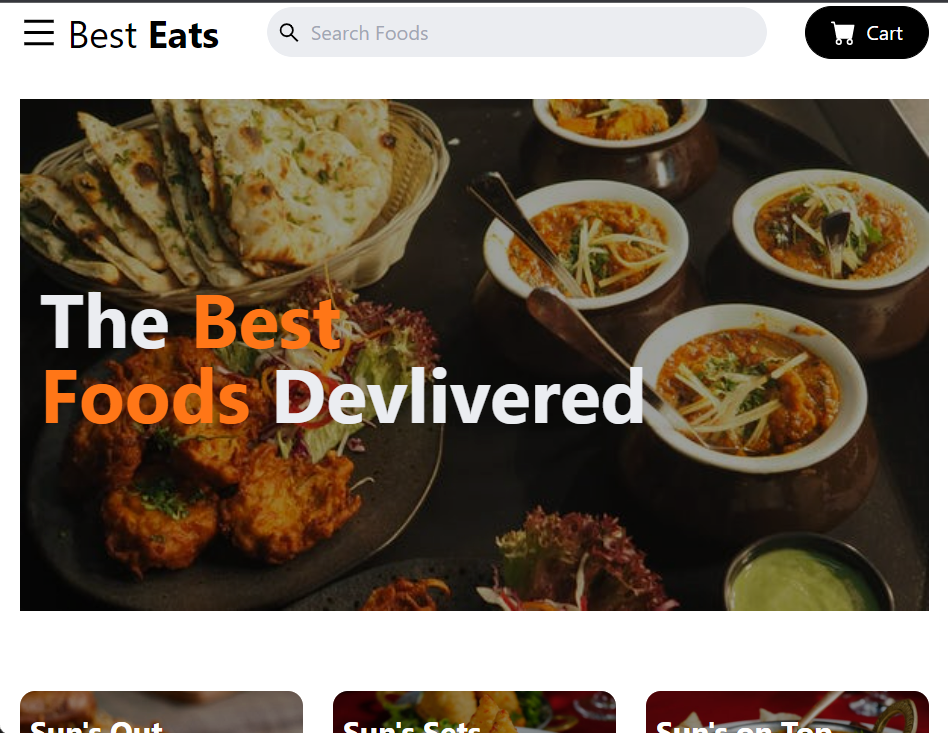 Best Eats
Search Foods
Cart
The Best
Foods Devlivered
Sun's Out
Sun's Sets
Sun's on Top